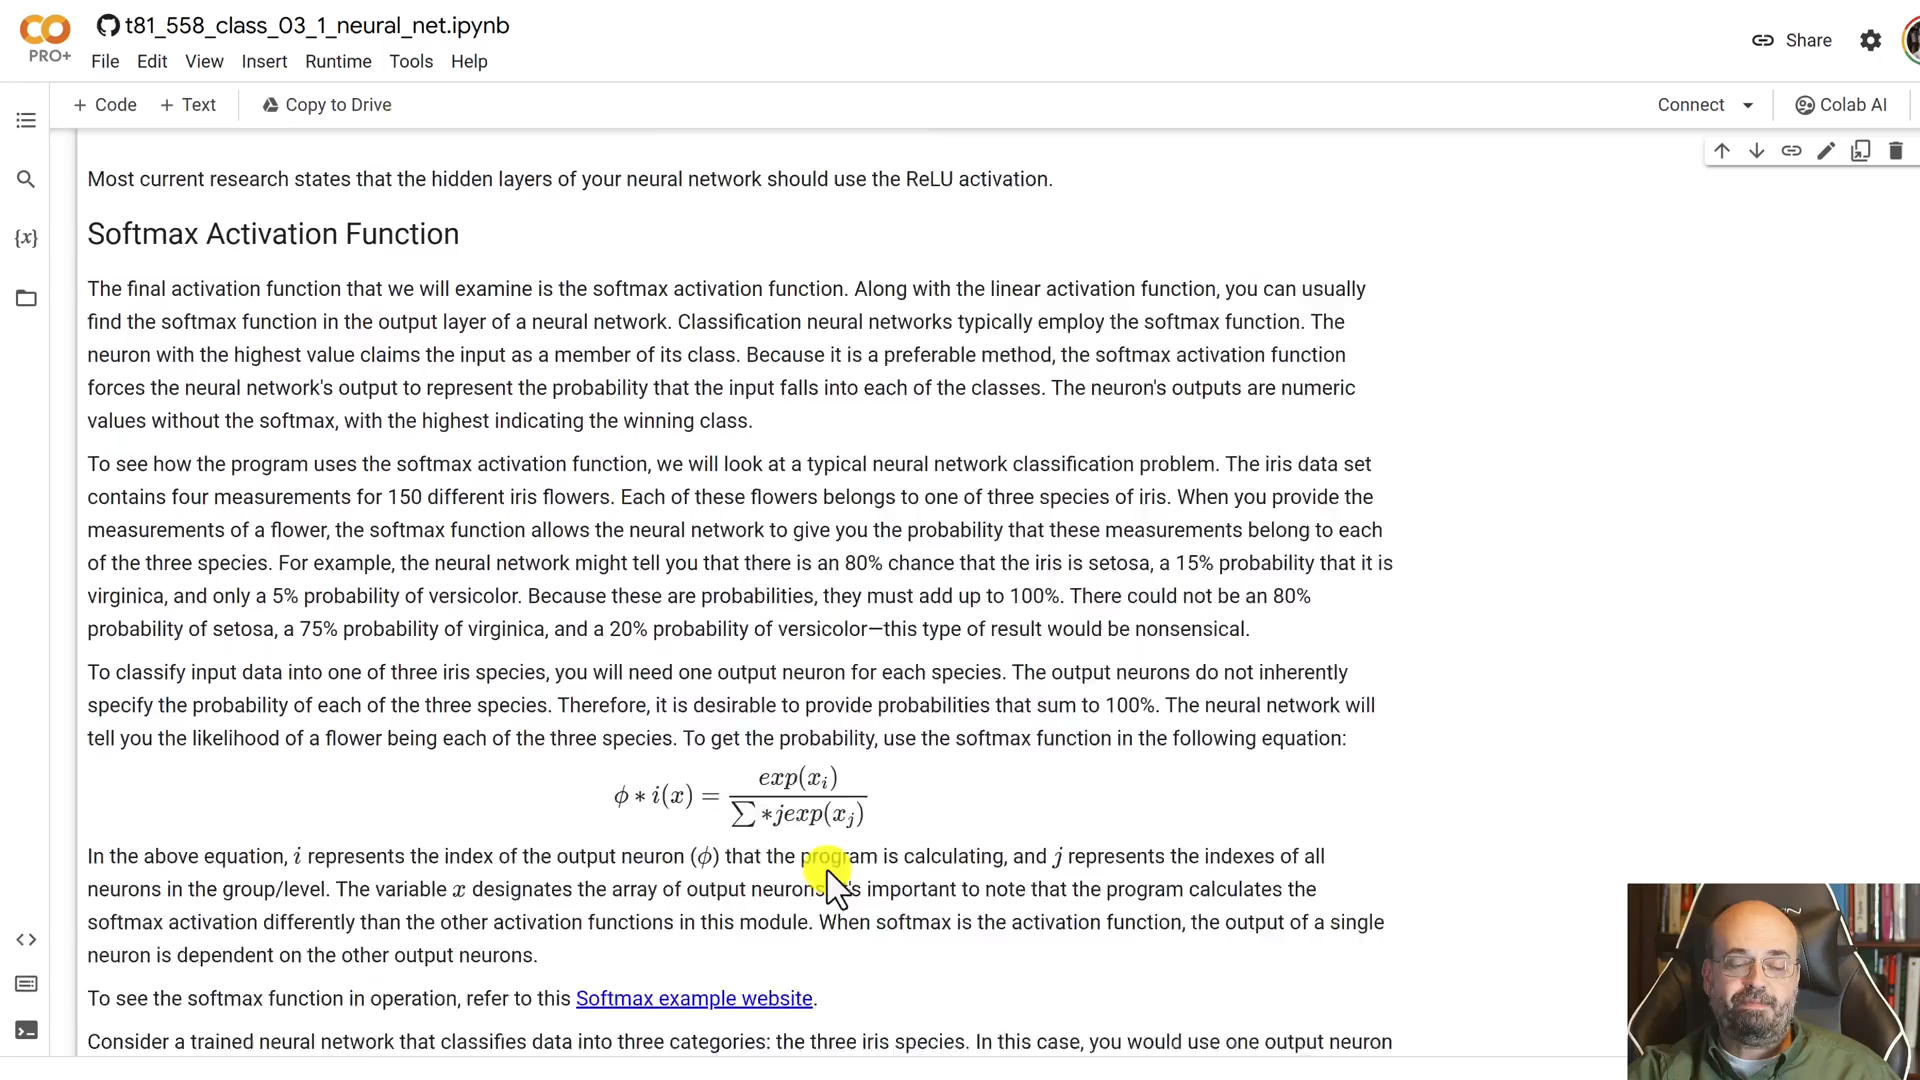 t81_558_class_03_1_neural_net.ipynb
PRO+
File Edit View Insert Runtime Tools Help
Share
+ Code + Text Copy to Drive
Connect Colab AI
Most current research states that the hidden layers of your neural network should use the ReLU activation.
Softmax Activation Function
The final activation function that we will examine is the softmax activation function. Along with the linear activation function, you can usually
find the softmax function in the output layer of a neural network. Classification neural networks typically employ the softmax function. The
neuron with the highest value claims the input as a member of its class. Because it is a preferable method, the softmax activation function
forces the neural network's output to represent the probability that the input falls into each of the classes. The neuron's outputs are numeric
values without the softmax, with the highest indicating the winning class.
To see how the program uses the softmax activation function, we will look at a typical neural network classification problem. The iris data set
contains four measurements for 150 different iris flowers. Each of these flowers belongs to one of three species of iris. When you provide the
measurements of a flower, the softmax function allows the neural network to give you the probability that these measurements belong to each
of the three species. For example, the neural network might tell you that there is an 80% chance that the iris is setosa, a 15% probability that it is
virginica, and only a 5% probability of versicolor. Because these are probabilities, they must add up to 100%. There could not be an 80%
probability of setosa, a 75% probability of virginica, and a 20% probability of versicolor—this type of result would be nonsensical.
To classify input data into one of three iris species, you will need one output neuron for each species. The output neurons do not inherently
specify the probability of each of the three species. Therefore, it is desirable to provide probabilities that sum to 100%. The neural network will
tell you the likelihood of a flower being each of the three species. To get the probability, use the softmax function in the following equation:
ϕ ∗ i(x) = exp(xᵢ) / ∑ ∗jexp(xⱼ)
In the above equation, i represents the index of the output neuron (ϕ) that the program is calculating, and j represents the indexes of all
neurons in the group/level. The variable x designates the array of output neurons. It's important to note that the program calculates the
softmax activation differently than the other activation functions in this module. When softmax is the activation function, the output of a single
neuron is dependent on the other output neurons.
To see the softmax function in operation, refer to this Softmax example website.
Consider a trained neural network that classifies data into three categories: the three iris species. In this case, you would use one output neuron